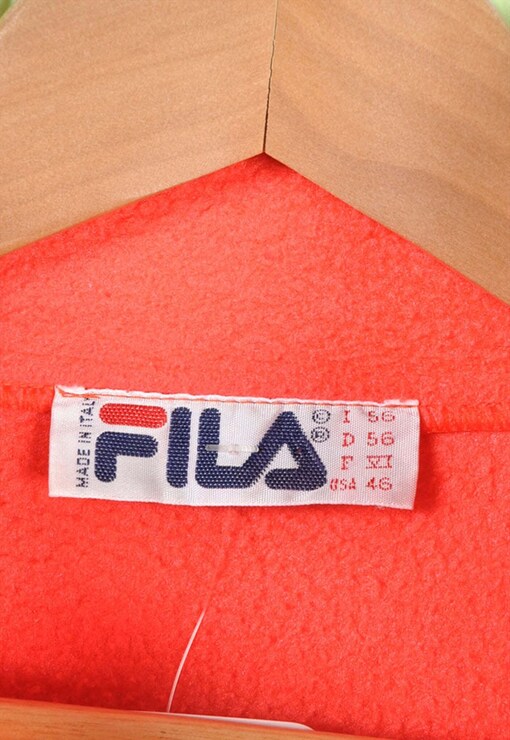 MADE IN ITALY
FILA © ®
I 56
D 56
F VI
USA 46